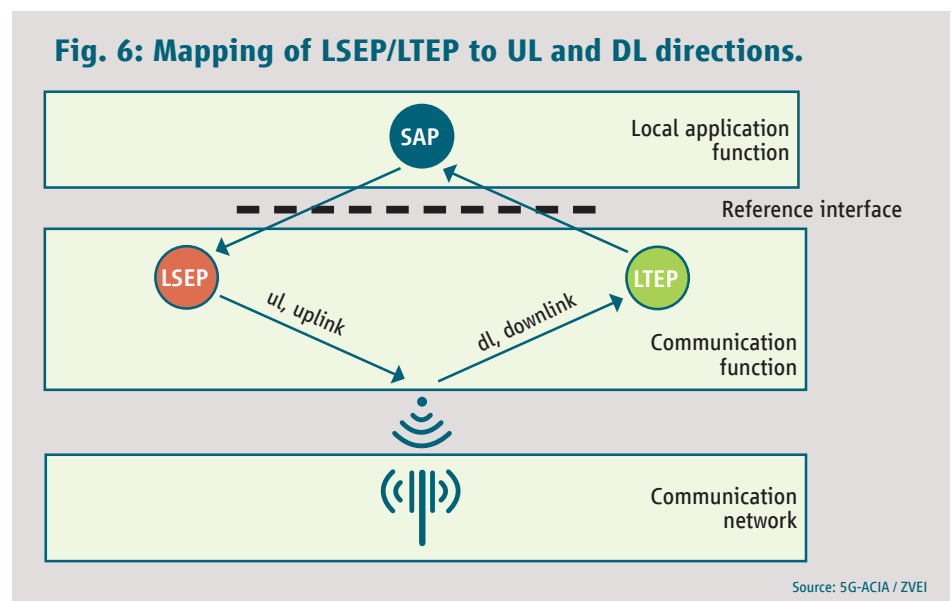 Fig. 6: Mapping of LSEP/LTEP to UL and DL directions.
SAP
Local application
function
Reference interface
LSEP
LTEP
ul, uplink
dl, downlink
Communication
function
Communication
network
Source: 5G-ACIA / ZVEI